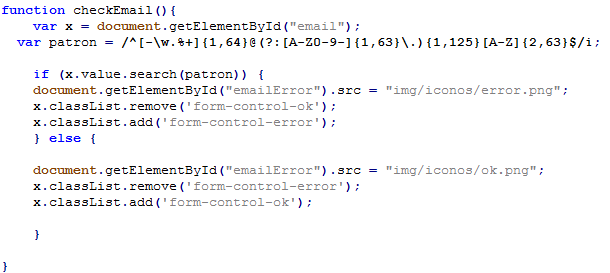 function checkEmail(){
var x = document.getElementById("email");
var patron = /^[-\w.%+]{1,64}@(?:[A-Z0-9-]{1,63}\.){1,125}[A-Z]{2,63}$/i;
if (x.value.search(patron)) {
document.getElementById("emailError").src = "img/iconos/error.png";
x.classList.remove('form-control-ok');
x.classList.add('form-control-error');
} else {
document.getElementById("emailError").src = "img/iconos/ok.png";
x.classList.remove('form-control-error');
x.classList.add('form-control-ok');
}
}